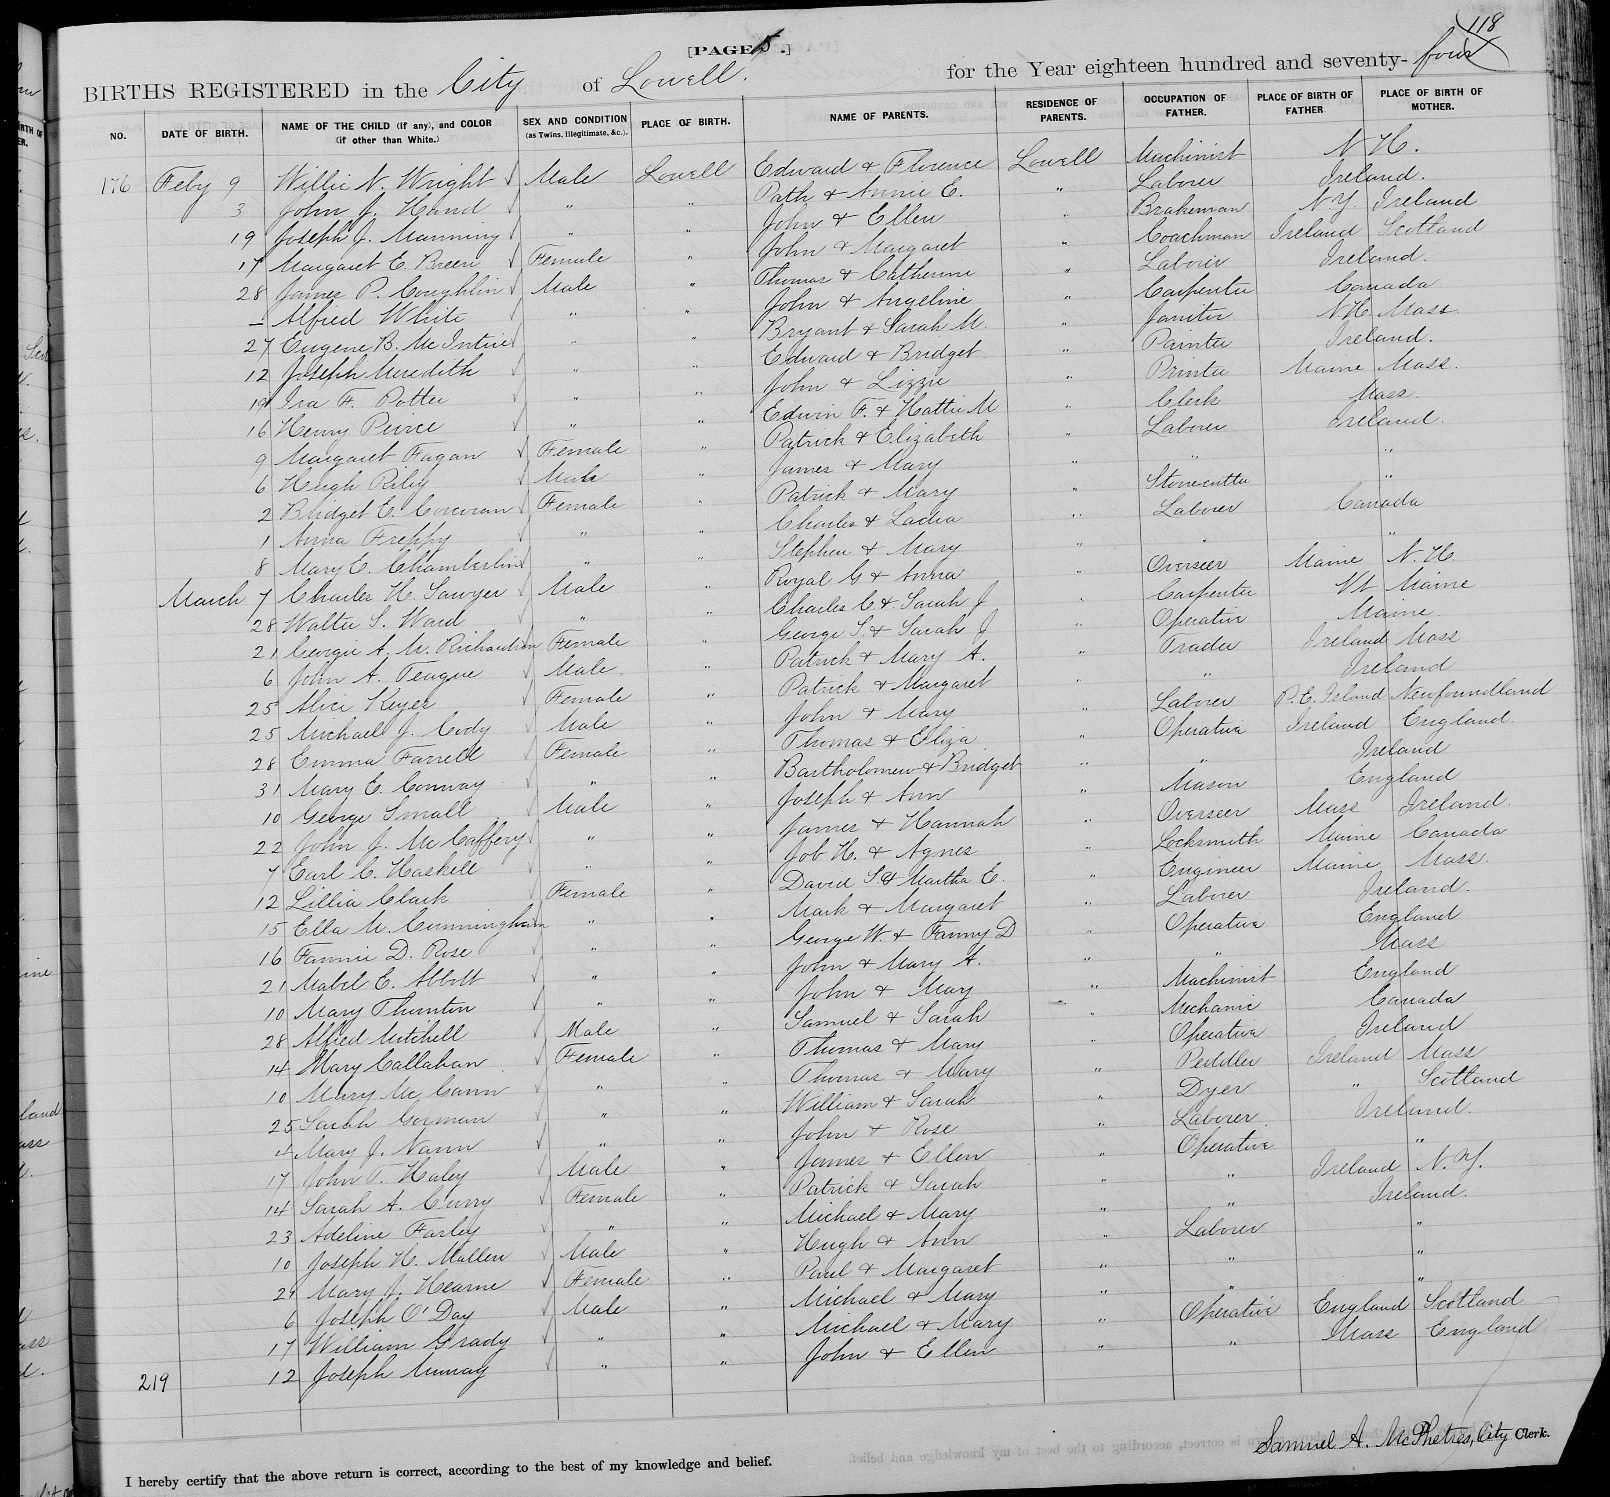 118
[PAGE 5.]
BIRTHS REGISTERED in the City of Lowell. for the Year eighteen hundred and seventy-four
NO. DATE OF BIRTH. NAME OF THE CHILD (if any), and COLOR (if other than White.) SEX AND CONDITION (as Twins, Illegitimate, &c.). PLACE OF BIRTH. NAME OF PARENTS. RESIDENCE OF PARENTS. OCCUPATION OF FATHER. PLACE OF BIRTH OF FATHER PLACE OF BIRTH OF MOTHER.
176 Feby 9 Willie N. Wright Male Lowell Edward & Florence Lowell Machinist N.H.
3 John J. Hand " " Path & Annie E. " Laborer Ireland.
19 Joseph J. Manning " " John & Ellen " Brakeman N.Y. Ireland
17 Margaret E. Breen Female " John & Margaret " Coachman Ireland Scotland
28 James P. Coughlin Male " Thomas & Catherine " Laborer Ireland.
– Alfred White " " John & Angeline " Carpenter Canada
27 Eugene B. McIntire " " Bryant & Sarah M. " Janitor N.H. Mass.
12 Joseph Meredith " " Edward & Bridget " Painter Ireland.
19 Ira F. Potter " " John & Lizzie " Printer Maine Mass.
16 Henry Peirce " " Edwin F. & Hattie M " Clerk Mass.
9 Margaret Fagan Female " Patrick & Elizabeth " Laborer Ireland.
6 Hugh Riley Male " James & Mary " " "
2 Bridget E. Corcoran Female " Patrick & Mary " Stonecutter "
1 Anna Freppy " " Charles & Ladia " Laborer Canada
8 Mary E. Chamberlin " " Stephen & Mary " " "
March 7 Charles H. Sawyer Male " Royal G & Anna " Overseer Maine N.H.
28 Walter S. Ward " " Charles C & Sarah J " Carpenter Vt Maine
21 Georgie A. M. Richardson Female " George S. & Sarah J " Operative Maine.
6 John A. Teague Male " Patrick & Mary A. " Trader Ireland Mass
25 Alice Keyes Female " Patrick & Margaret " " Ireland
25 Michael J. Cody Male " John & Mary " Laborer P.E. Island Newfoundland
28 Emma Farrell Female " Thomas & Eliza " Operative Ireland England.
31 Mary E. Conway " " Bartholomew & Bridget " " Ireland
10 George Small Male " Joseph & Ann " Mason England
22 John J. McCaffery " " James & Hannah " Overseer Mass Ireland.
7 Earl C. Haskell " " Job H. & Agnes " Locksmith Maine Canada
12 Lillia Clark Female " David S. & Martha E. " Engineer Maine Mass.
15 Ella M. Cunningham " " Mark & Margaret " Laborer Ireland.
16 Fannie D. Rose " " George W. & Fanny D " Operative England
21 Mabel E. Abbott " " John & Mary A. " " Mass
10 Mary Thornton " " John & May " Machinist England
28 Alfred Mitchell Male " Samuel & Sarah " Mechanic Canada
14 Mary Callahan Female " Thomas & Mary " Operative Ireland
10 Mary McCann " " Thomas & Mary " Peddler Ireland Mass
25 Sarah Gorman " " William & Sarah " Dyer " Scotland
4 Mary J. Nann " " John & Rose " Laborer Ireland.
17 John T. Haley Male " James & Ellen " Operative "
14 Sarah A. Curry Female " Patrick & Sarah " " Ireland N.Y.
23 Adeline Farley " " Michael & Mary " " Ireland.
10 Joseph H. Mallen Male " Hugh & Ann " Laborer "
29 Mary J. Hearne Female " Paul & Margaret " " "
6 Joseph O'Day Male " Michael & Mary " " "
17 William Grady " " Michael & Mary " Operative England Scotland
219 12 Joseph Murray " " John & Ellen " " Mass England
Samuel A. McPhetres, City Clerk.
I hereby certify that the above return is correct, according to the best of my knowledge and belief.